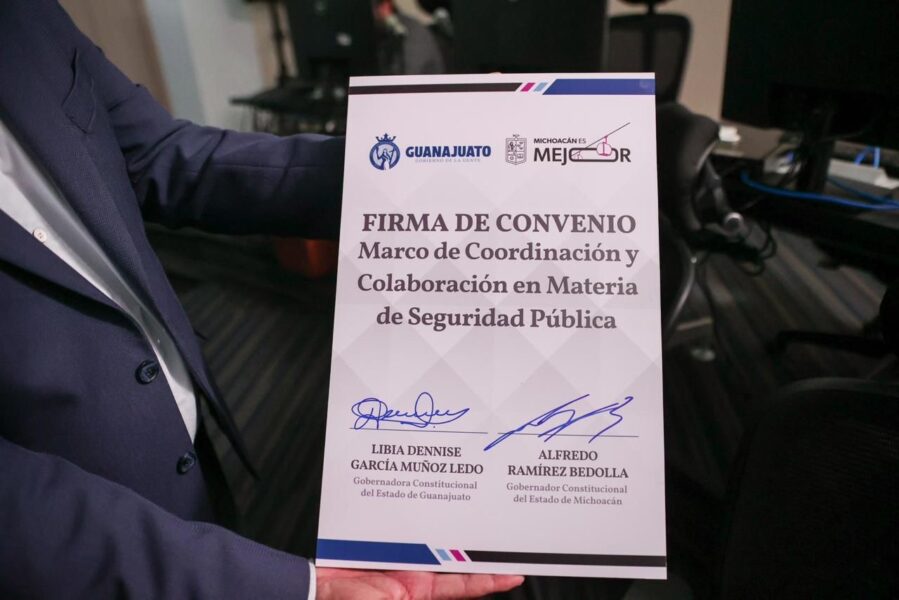 GUANAJUATO
GOBIERNO DE LA GENTE
MICHOACÁN ES
MEJOR
FIRMA DE CONVENIO
Marco de Coordinación y
Colaboración en Materia
de Seguridad Pública
LIBIA DENNISE
GARCÍA MUÑOZ LEDO
Gobernadora Constitucional
del Estado de Guanajuato
ALFREDO
RAMÍREZ BEDOLLA
Gobernador Constitucional
del Estado de Michoacán